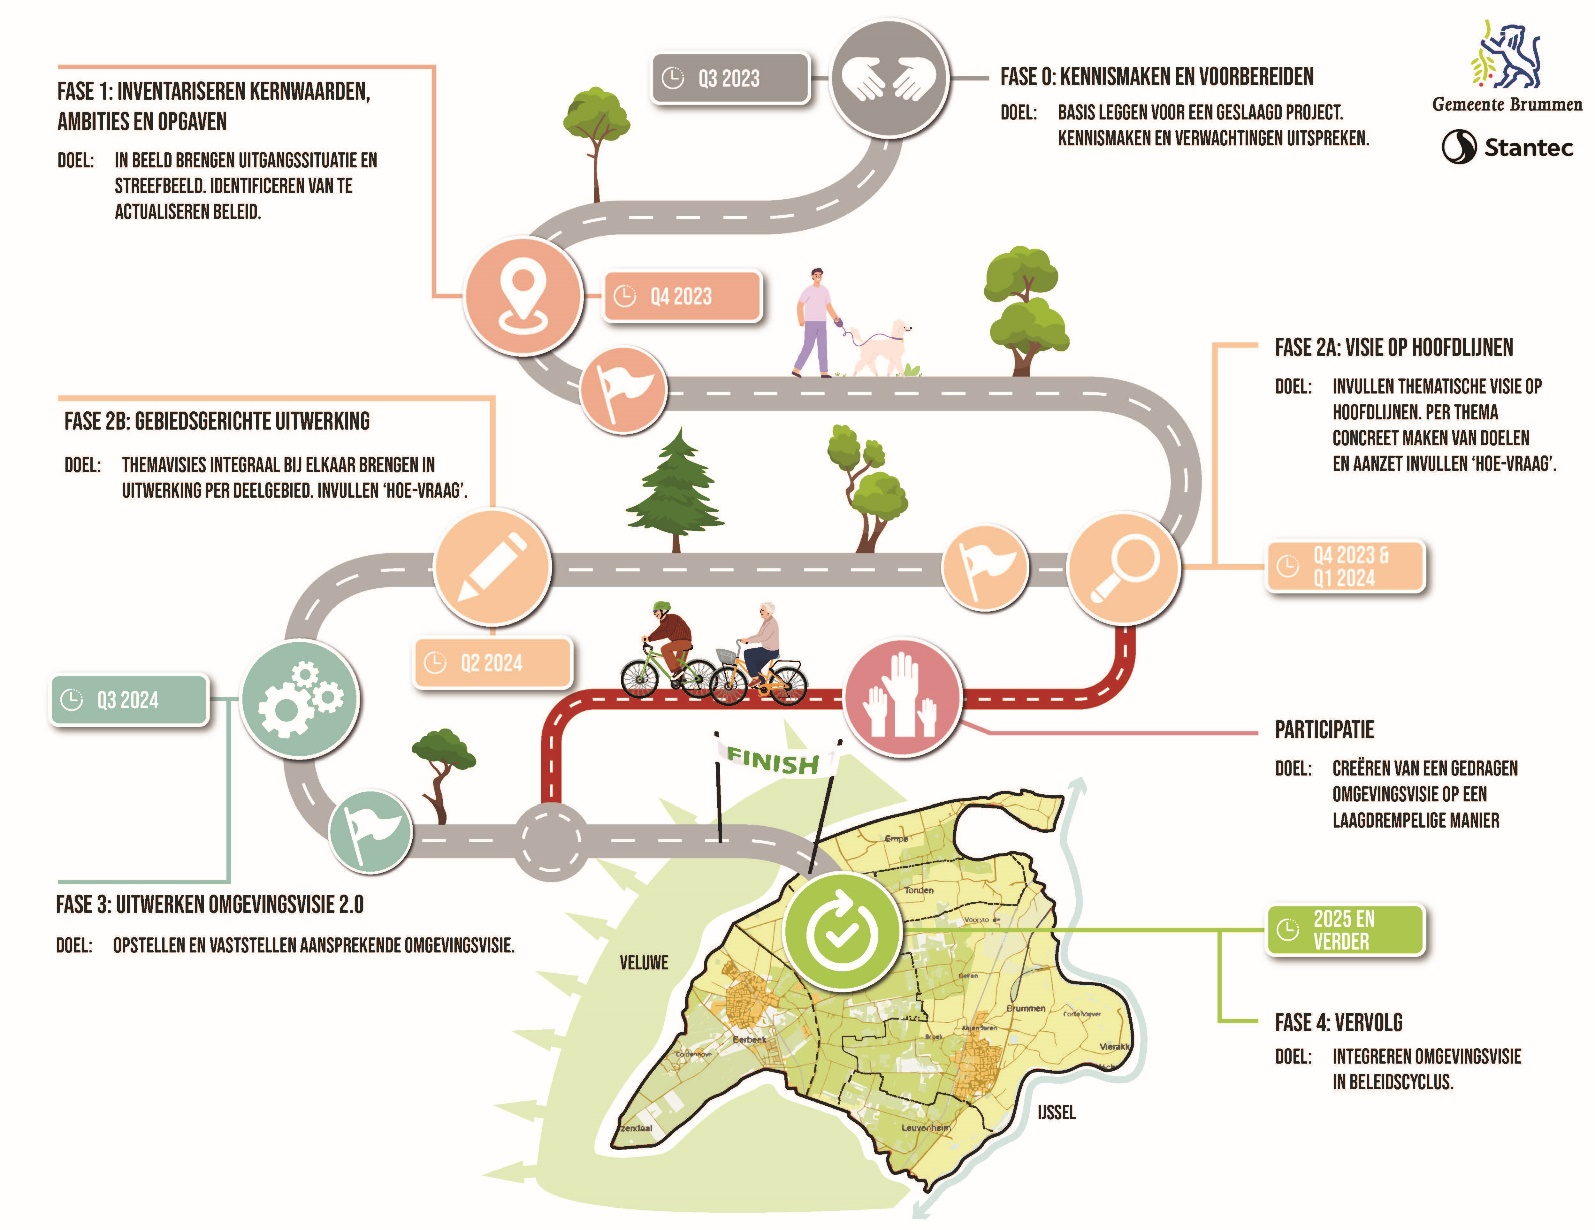 Q3 2023
FASE 0: KENNISMAKEN EN VOORBEREIDEN
DOEL: BASIS LEGGEN VOOR EEN GESLAAGD PROJECT.
KENNISMAKEN EN VERWACHTINGEN UITSPREKEN.
Gemeente Brummen
Stantec
FASE 1: INVENTARISEREN KERNWAARDEN,
AMBITIES EN OPGAVEN
DOEL: IN BEELD BRENGEN UITGANGSSITUATIE EN
STREEFBEELD. IDENTIFICEREN VAN TE
ACTUALISEREN BELEID.
Q4 2023
FASE 2A: VISIE OP HOOFDLIJNEN
DOEL: INVULLEN THEMATISCHE VISIE OP
HOOFDLIJNEN. PER THEMA
CONCREET MAKEN VAN DOELEN
EN AANZET INVULLEN ‘HOE-VRAAG’.
Q4 2023 &
Q1 2024
FASE 2B: GEBIEDSGERICHTE UITWERKING
DOEL: THEMAVISIES INTEGRAAL BIJ ELKAAR BRENGEN IN
UITWERKING PER DEELGEBIED. INVULLEN ‘HOE-VRAAG’.
Q2 2024
Q3 2024
PARTICIPATIE
DOEL: CREËREN VAN EEN GEDRAGEN
OMGEVINGSVISIE OP EEN
LAAGDREMPELIGE MANIER
FINISH
FASE 3: UITWERKEN OMGEVINGSVISIE 2.0
DOEL: OPSTELLEN EN VASTSTELLEN AANSPREKENDE OMGEVINGSVISIE.
2025 EN
VERDER
FASE 4: VERVOLG
DOEL: INTEGREREN OMGEVINGSVISIE
IN BELEIDSCYCLUS.
VELUWE
IJSSEL
Empe
Tonden
Voorsto
Brummen
Eerbeek
Coldenhove
Broek
Leuvenheim
zendaal